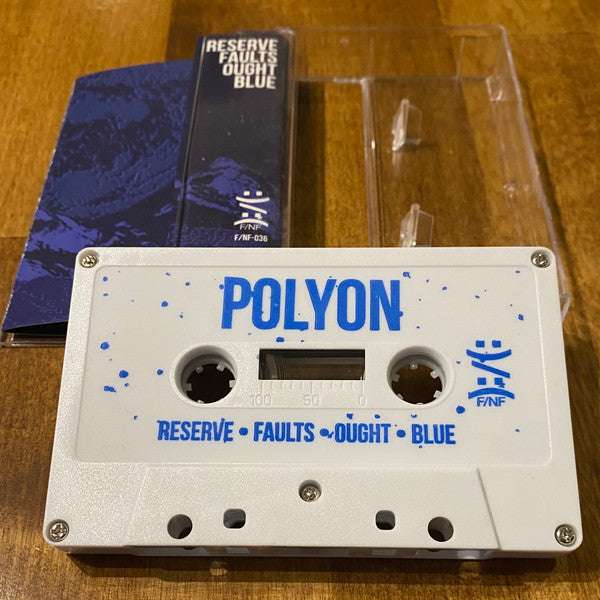 RESERVE
FAULTS
OUGHT
BLUE
):/(:
F/NF
F/NF-036
POLYON
):/(:
F/NF
100 50 0
RESERVE • FAULTS • OUGHT • BLUE